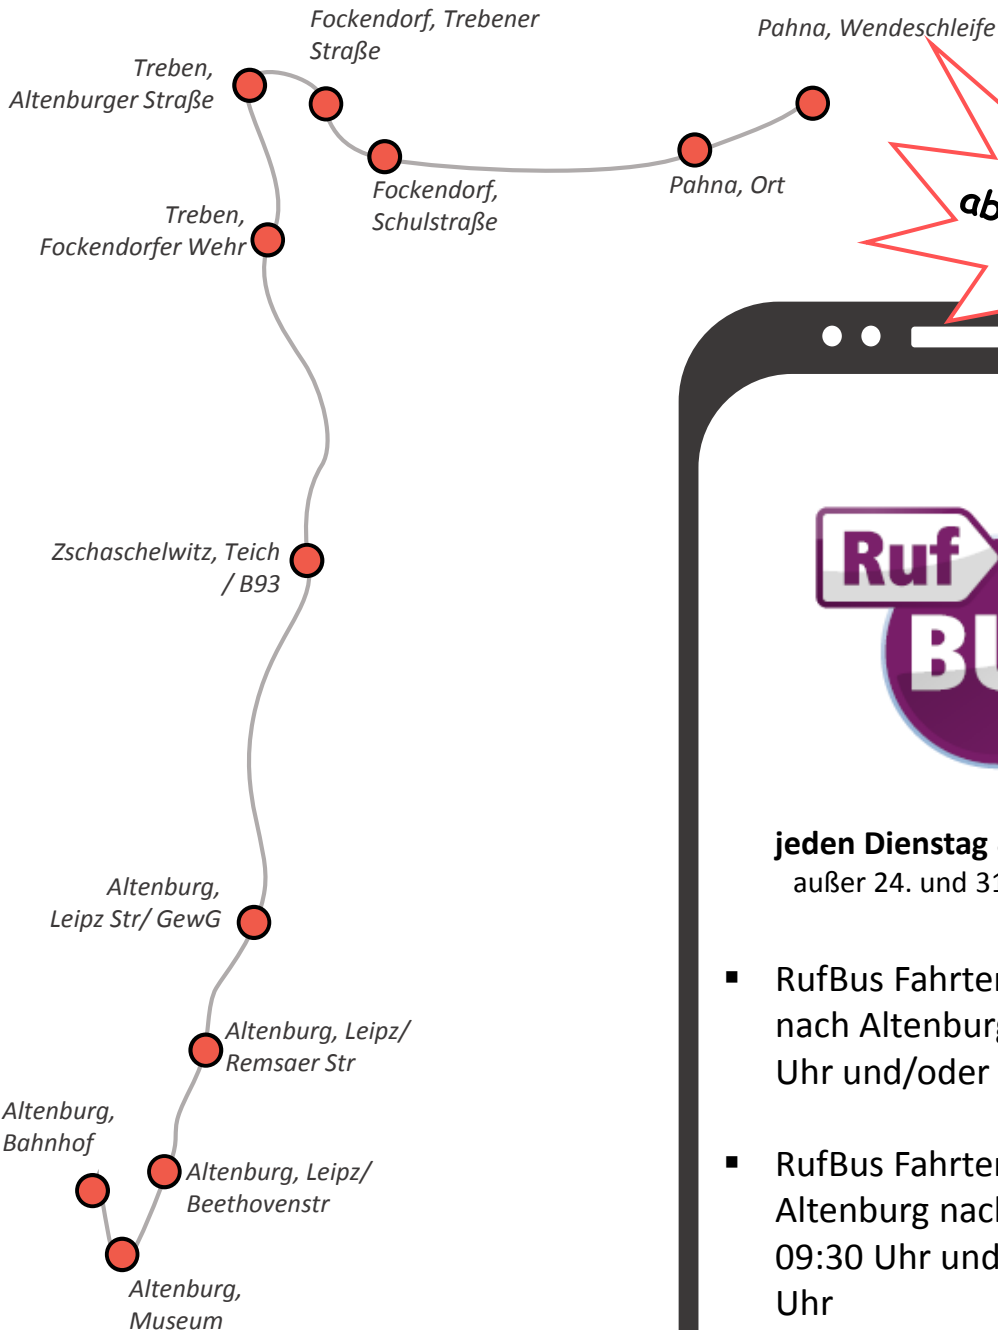 Fockendorf, Trebener
Straße
Pahna, Wendeschleife
Treben,
Altenburger Straße
Fockendorf,
Schulstraße
Pahna, Ort
Treben,
Fockendorfer Wehr
ab
Zschaschelwitz, Teich
/ B93
Ruf
jeden Dienstag
außer 24. und 31
Altenburg,
Leipz Str/ GewG
Altenburg, Leipz/
Remsaer Str
Altenburg,
Bahnhof
Altenburg, Leipz/
Beethovenstr
Altenburg,
Museum
▪ RufBus Fahrten
nach Altenburg
Uhr und/oder
▪ RufBus Fahrten
Altenburg nach
09:30 Uhr und
Uhr